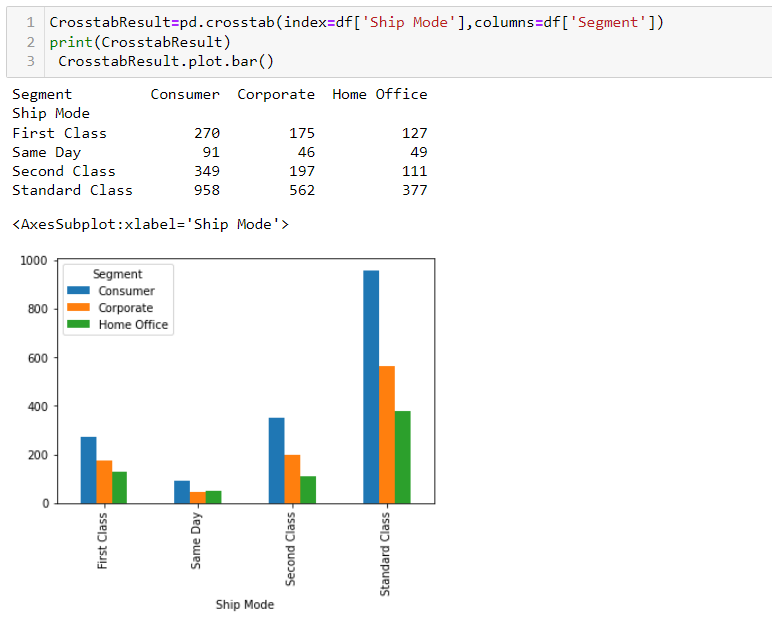 1 CrosstabResult=pd.crosstab(index=df['Ship Mode'],columns=df['Segment'])
2 print(CrosstabResult)
3  CrosstabResult.plot.bar()
Segment Consumer Corporate Home Office
Ship Mode
First Class 270 175 127
Same Day 91 46 49
Second Class 349 197 111
Standard Class 958 562 377
<AxesSubplot:xlabel='Ship Mode'>
1000
800
600
400
200
0
Segment
Consumer
Corporate
Home Office
First Class
Same Day
Second Class
Standard Class
Ship Mode